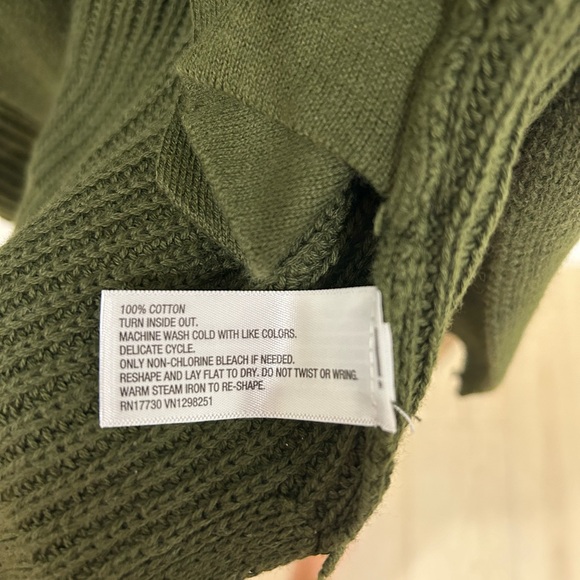 100% COTTON
TURN INSIDE OUT.
MACHINE WASH COLD WITH LIKE COLORS.
DELICATE CYCLE.
ONLY NON-CHLORINE BLEACH IF NEEDED.
RESHAPE AND LAY FLAT TO DRY. DO NOT TWIST OR WRING.
WARM STEAM IRON TO RE-SHAPE.
RN17730 VN1298251